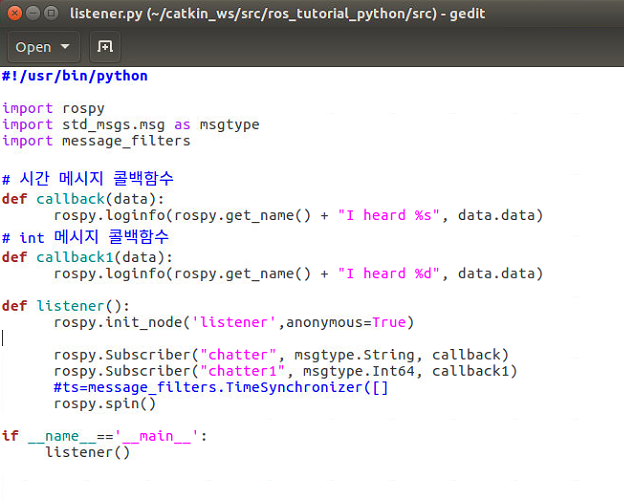 listener.py (~/catkin_ws/src/ros_tutorial_python/src) - gedit
Open
#!/usr/bin/python
import rospy
import std_msgs.msg as msgtype
import message_filters
# 시간 메시지 콜백함수
def callback(data):
      rospy.loginfo(rospy.get_name() + "I heard %s", data.data)
# int 메시지 콜백함수
def callback1(data):
      rospy.loginfo(rospy.get_name() + "I heard %d", data.data)
def listener():
      rospy.init_node('listener',anonymous=True)
      rospy.Subscriber("chatter", msgtype.String, callback)
      rospy.Subscriber("chatter1", msgtype.Int64, callback1)
      #ts=message_filters.TimeSynchronizer([]
      rospy.spin()
if __name__=='__main__':
     listener()